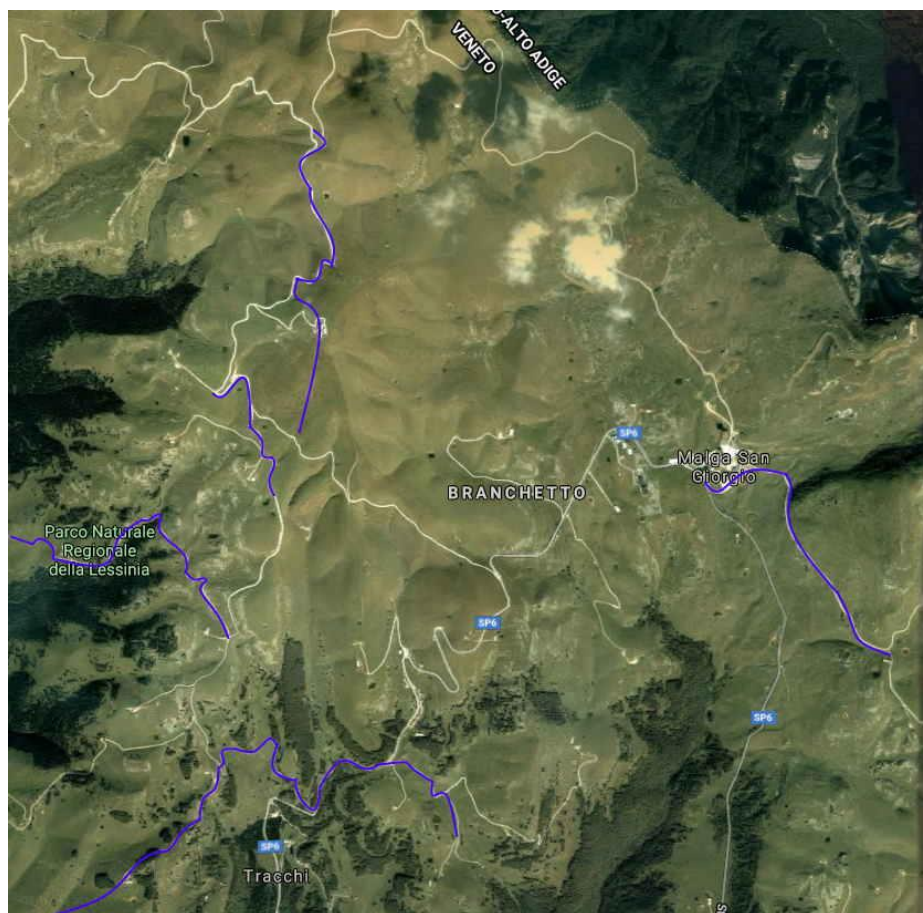 O-ALTO ADIGE
VENETO
SP6
Malga San
Giorgio
BRANCHETTO
Parco Naturale
Regionale
della Lessinia
SP6
SP6
SP6
Tracchi